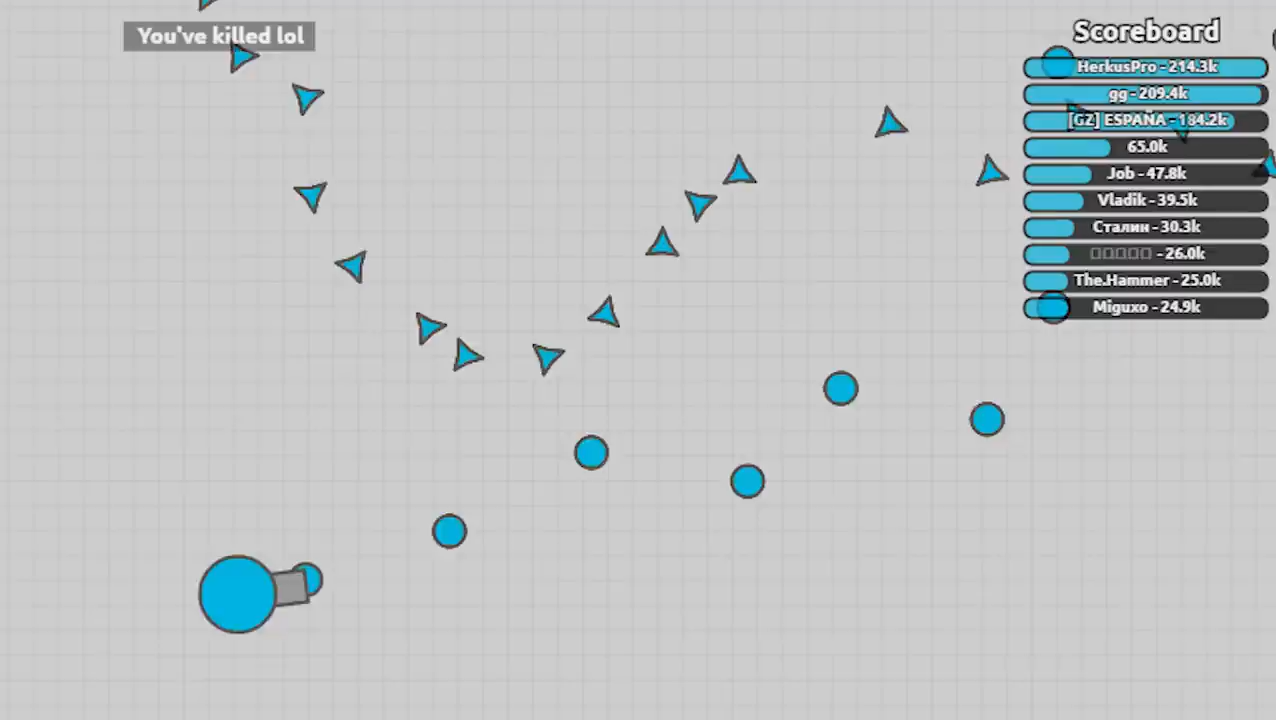 You've killed lol
Scoreboard
HerkusPro - 214.3k
gg - 209.4k
[GZ] ESPAÑA - 184.2k
65.0k
Job - 47.8k
Vladik - 39.5k
Сталин - 30.3k
□□□□□ - 26.0k
The.Hammer - 25.0k
Miguxo - 24.9k